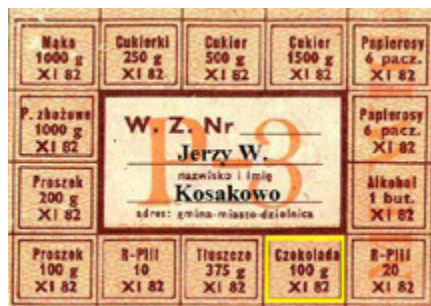 Mąka
1000 g
XI 82
Cukierki
250 g
XI 82
Cukier
500 g
XI 82
Cukier
1500 g
XI 82
Papierosy
6 pacz.
XI 82
P. zbożowe
1000 g
XI 82
W. Z. Nr
P 3
Jerzy W.
nazwisko i imię
Kosakowo
adres: gmina-miasto-dzielnica
Papierosy
6 pacz.
XI 82
Proszek
200 g
XI 82
Alkohol
1 but.
XI 82
Proszek
100 g
XI 82
R-PIII
10
XI 82
Tłuszcze
375 g
XI 82
Czekolada
100 g
XI 82
R-PIII
20
XI 82